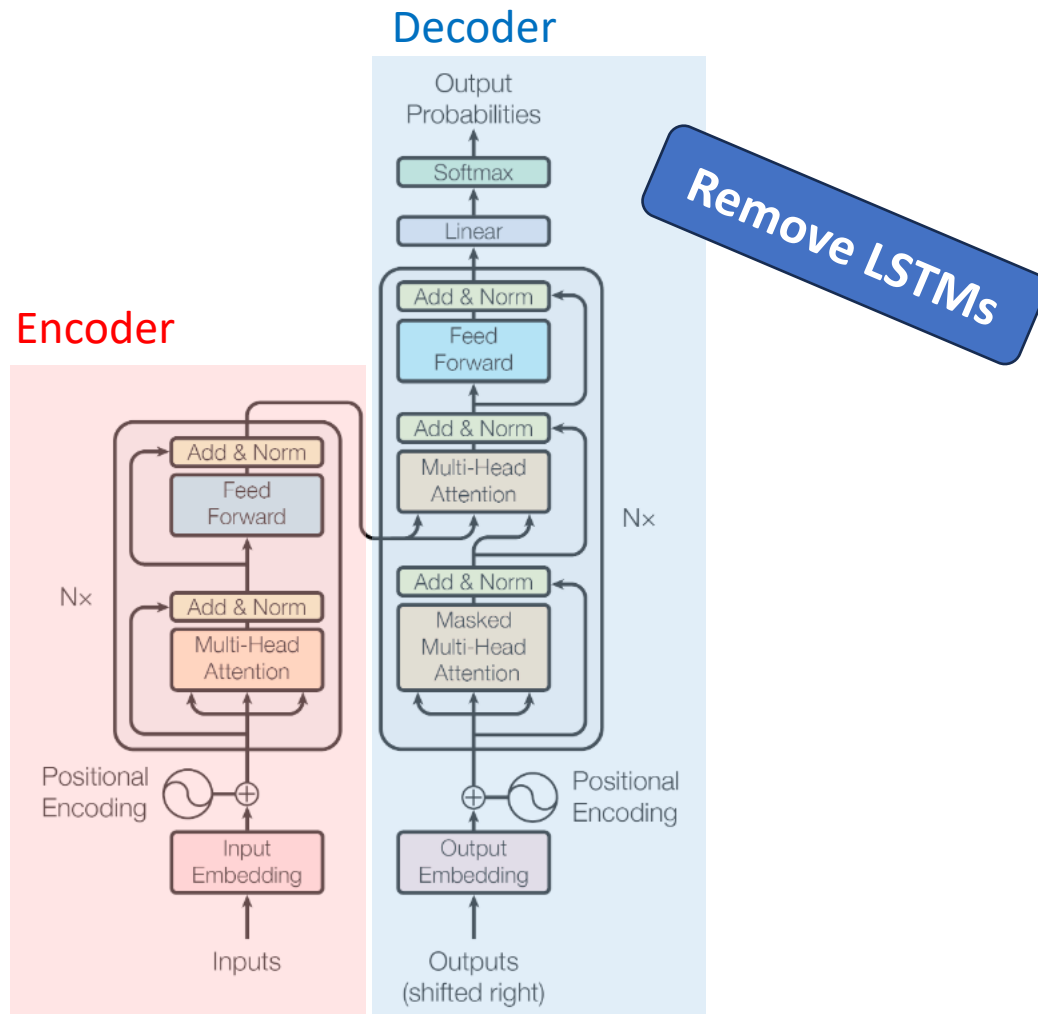 Decoder
Output
Probabilities
Softmax
Linear
Add & Norm
Feed
Forward
Add & Norm
Multi-Head
Attention
Nx
Add & Norm
Masked
Multi-Head
Attention
Positional
Encoding
Output
Embedding
Outputs
(shifted right)
Remove LSTMs
Encoder
Add & Norm
Feed
Forward
Nx
Add & Norm
Multi-Head
Attention
Positional
Encoding
Input
Embedding
Inputs